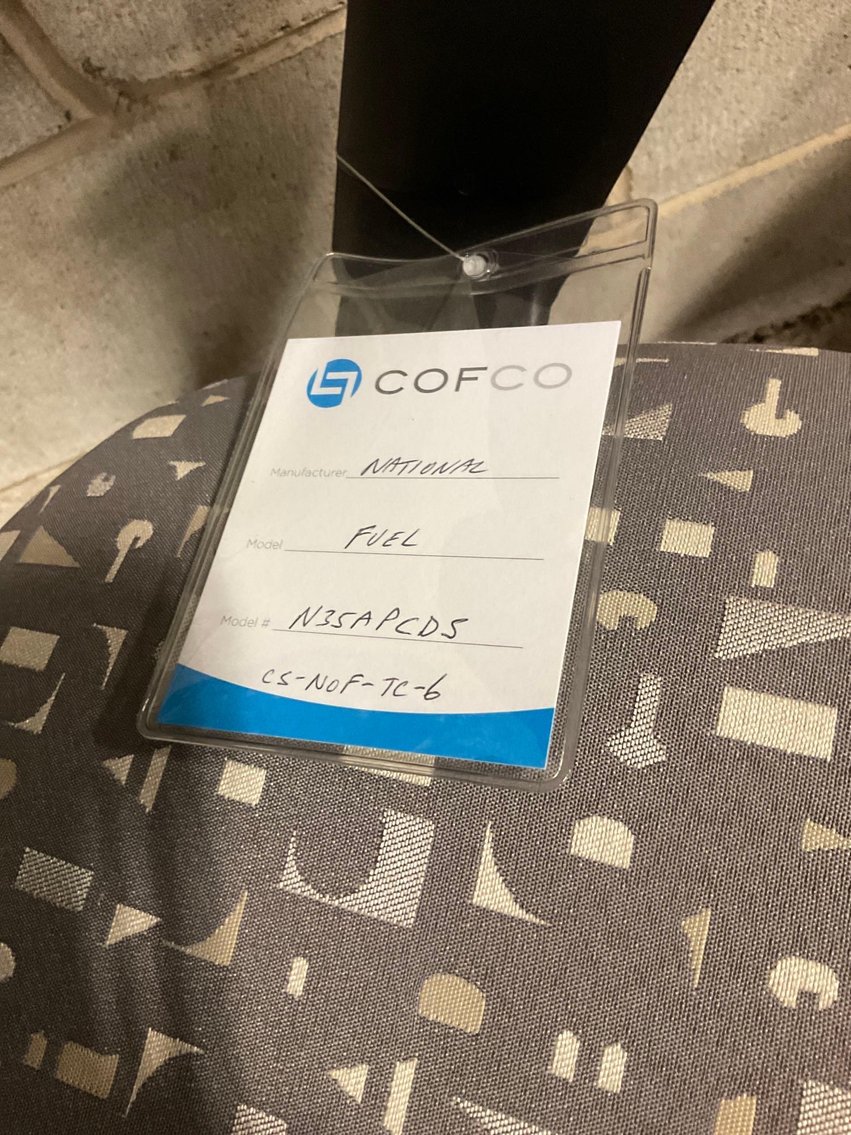 COFCO
Manufacturer NATIONAL
Model FUEL
Model # N35APCDS
CS-NOF-TC-6